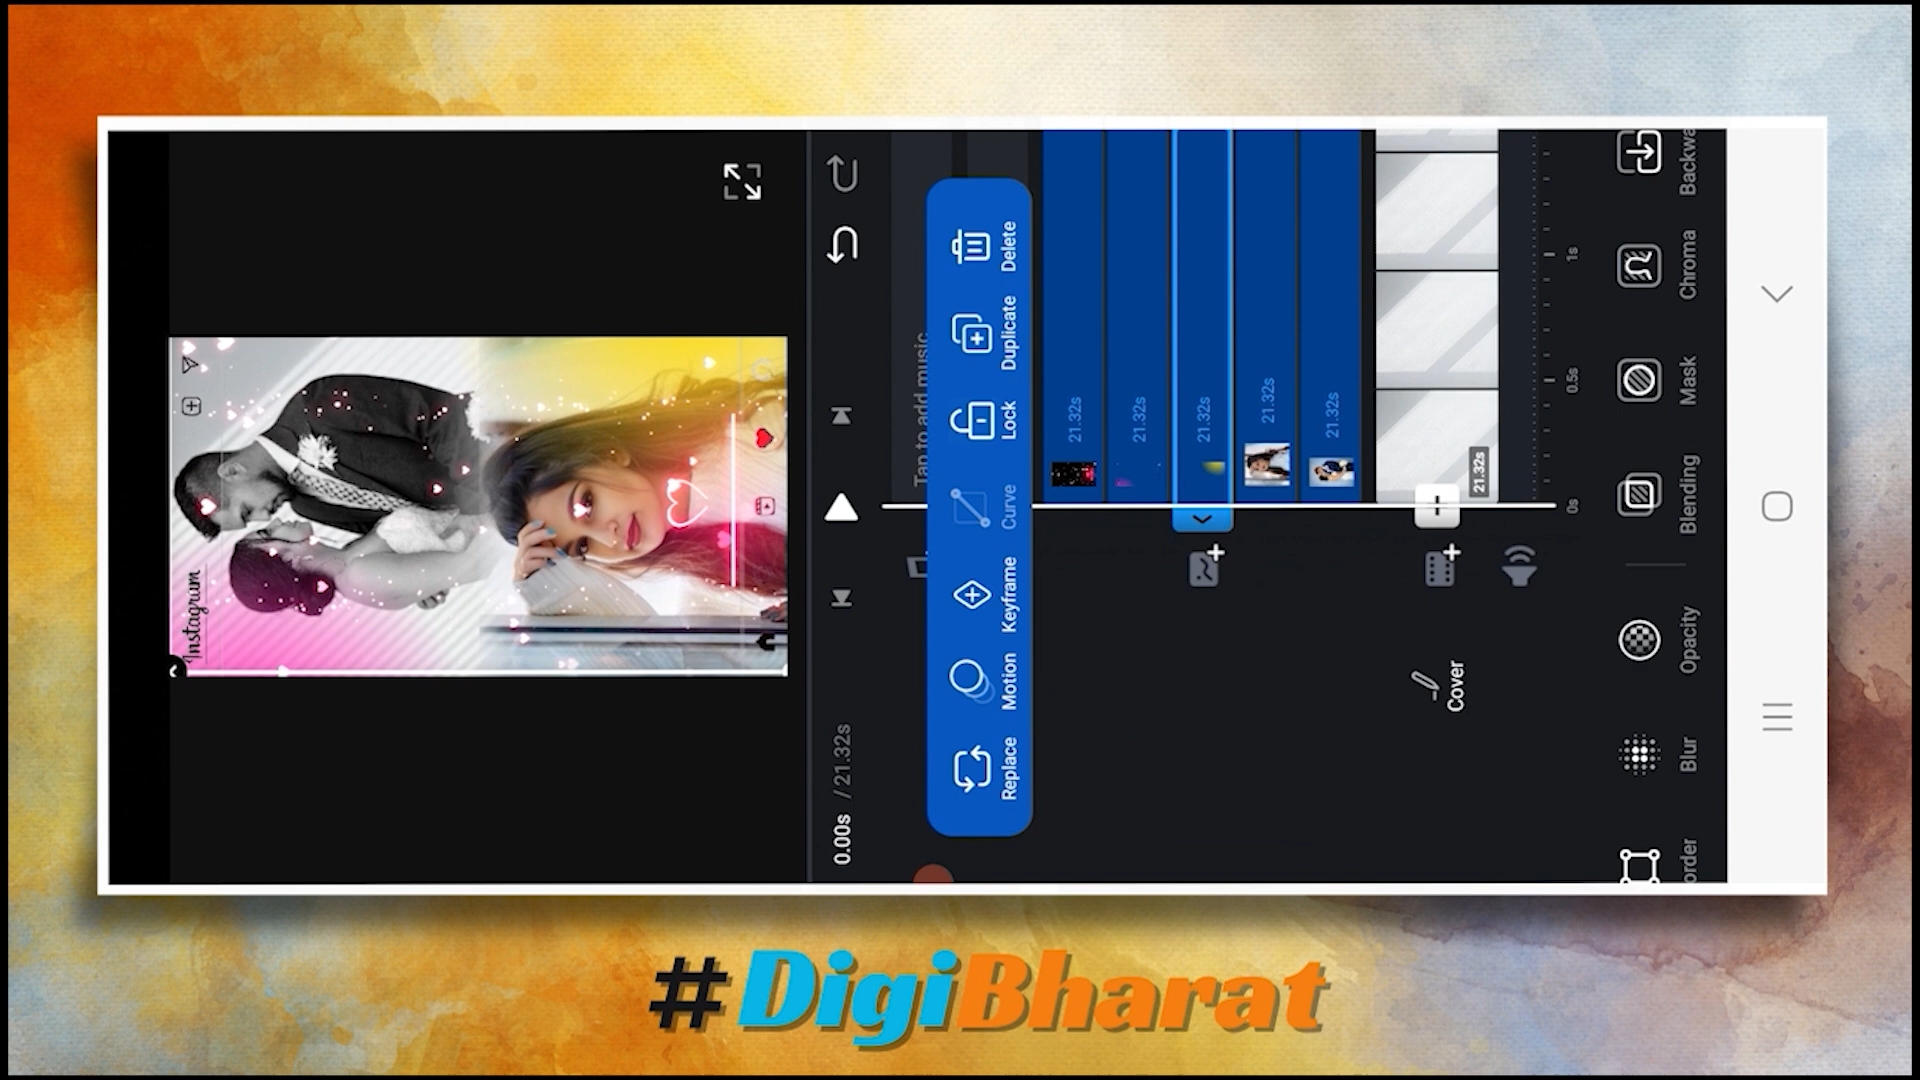 Instagram
0.00s / 21.32s
Tap to add music
Replace
Motion
Keyframe
Curve
Lock
Duplicate
Delete
21.32s
21.32s
21.32s
21.32s
21.32s
21.32s
Cover
0s
0.5s
1s
order
Blur
Opacity
Blending
Mask
Chroma
Backwa
#DigiBharat